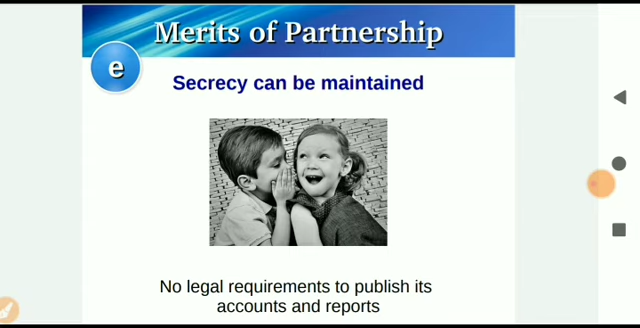 Merits of Partnership
e
Secrecy can be maintained
No legal requirements to publish its
accounts and reports